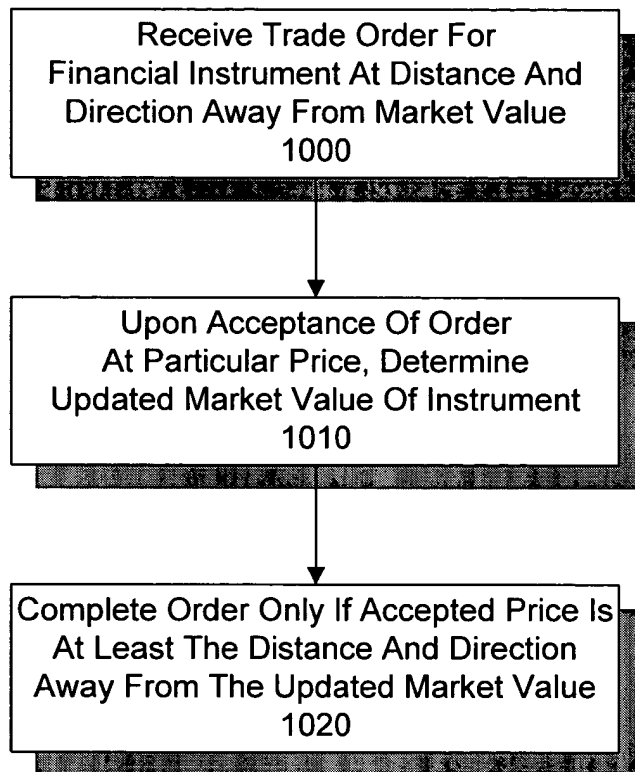 Receive Trade Order For
Financial Instrument At Distance And
Direction Away From Market Value
1000
Upon Acceptance Of Order
At Particular Price, Determine
Updated Market Value Of Instrument
1010
Complete Order Only If Accepted Price Is
At Least The Distance And Direction
Away From The Updated Market Value
1020